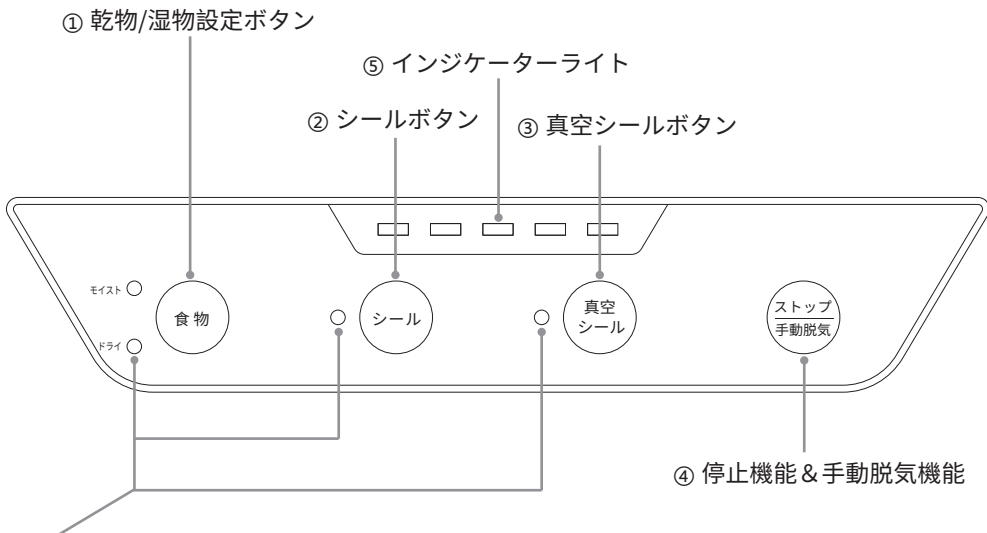 ① 乾物/湿物設定ボタン
⑤ インジケーターライト
② シールボタン
③ 真空シールボタン
モイスト
ドライ
食物
シール
真空
シール
ストップ
手動脱気
④ 停止機能&手動脱気機能